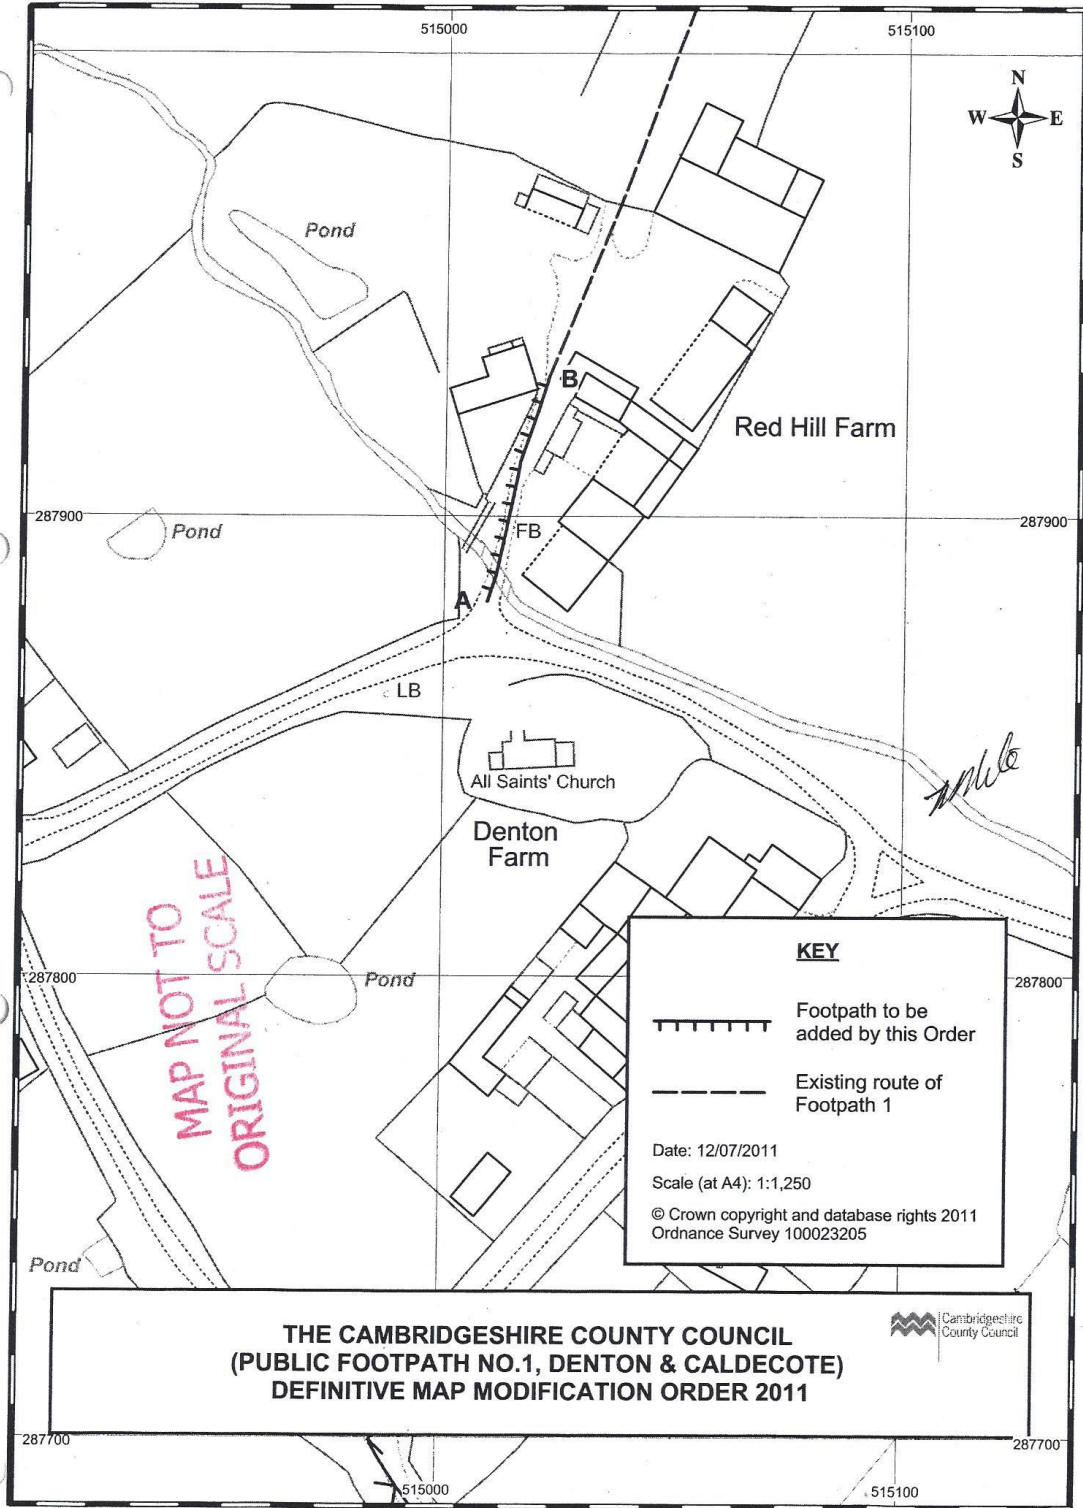 515000
515100
N
W E
S
Pond
B
Red Hill Farm
287900
Pond
FB
287900
A
LB
All Saints' Church
Denton
Farm
MAP NOT TO
ORIGINAL SCALE
287800
Pond
287800
KEY
Footpath to be
added by this Order
Existing route of
Footpath 1
Date: 12/07/2011
Scale (at A4): 1:1,250
© Crown copyright and database rights 2011
Ordnance Survey 100023205
Pond
THE CAMBRIDGESHIRE COUNTY COUNCIL
(PUBLIC FOOTPATH NO.1, DENTON & CALDECOTE)
DEFINITIVE MAP MODIFICATION ORDER 2011
Cambridgeshire
County Council
287700
287700
515000
515100